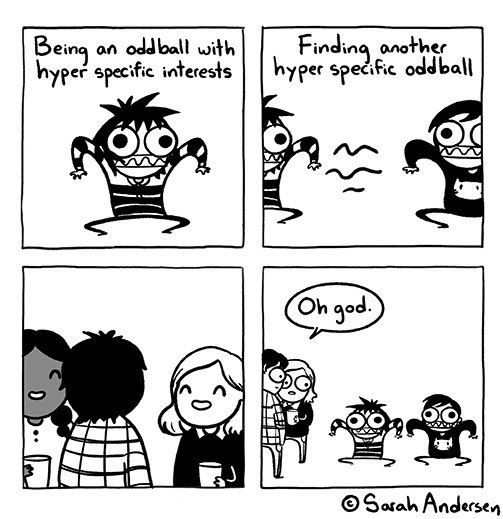 Being an oddball with
hyper specific interests
Finding another
hyper specific oddball
Oh god.
© Sarah Andersen